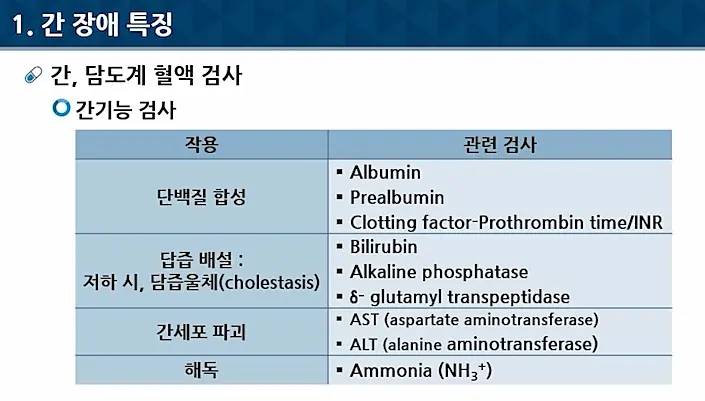 1. 간 장애 특징
간, 담도계 혈액 검사
간기능 검사
작용
관련 검사
단백질 합성
▪ Albumin
▪ Prealbumin
▪ Clotting factor-Prothrombin time/INR
답즙 배설 :
저하 시, 담즙울체(cholestasis)
▪ Bilirubin
▪ Alkaline phosphatase
▪ δ- glutamyl transpeptidase
간세포 파괴
▪ AST (aspartate aminotransferase)
▪ ALT (alanine aminotransferase)
해독
▪ Ammonia (NH₃⁺)